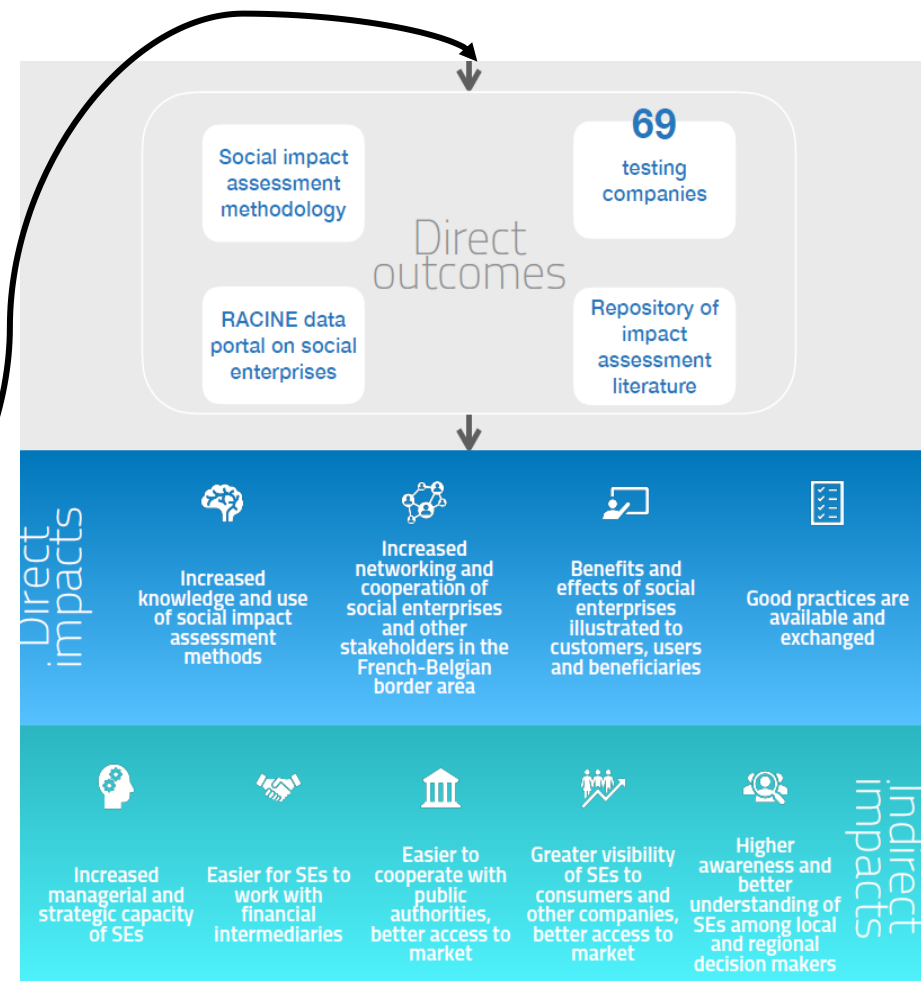 Social impact
assessment
methodology
69
testing
companies
Direct
outcomes
RACINE data
portal on social
enterprises
Repository of
impact
assessment
literature
Direct
impacts
Increased
knowledge and use
of social impact
assessment
methods
Increased
networking and
cooperation of
social enterprises
and other
stakeholders in the
French-Belgian
border area
Benefits and
effects of social
enterprises
illustrated to
customers, users
and beneficiaries
Good practices are
available and
exchanged
Increased
managerial and
strategic capacity
of SEs
Easier for SEs to
work with
financial
intermediaries
Easier to
cooperate with
public
authorities,
better access to
market
Greater visibility
of SEs to
consumers and
other companies,
better access to
market
Higher
awareness and
better
understanding of
SEs among local
and regional
decision makers
Indirect
impacts